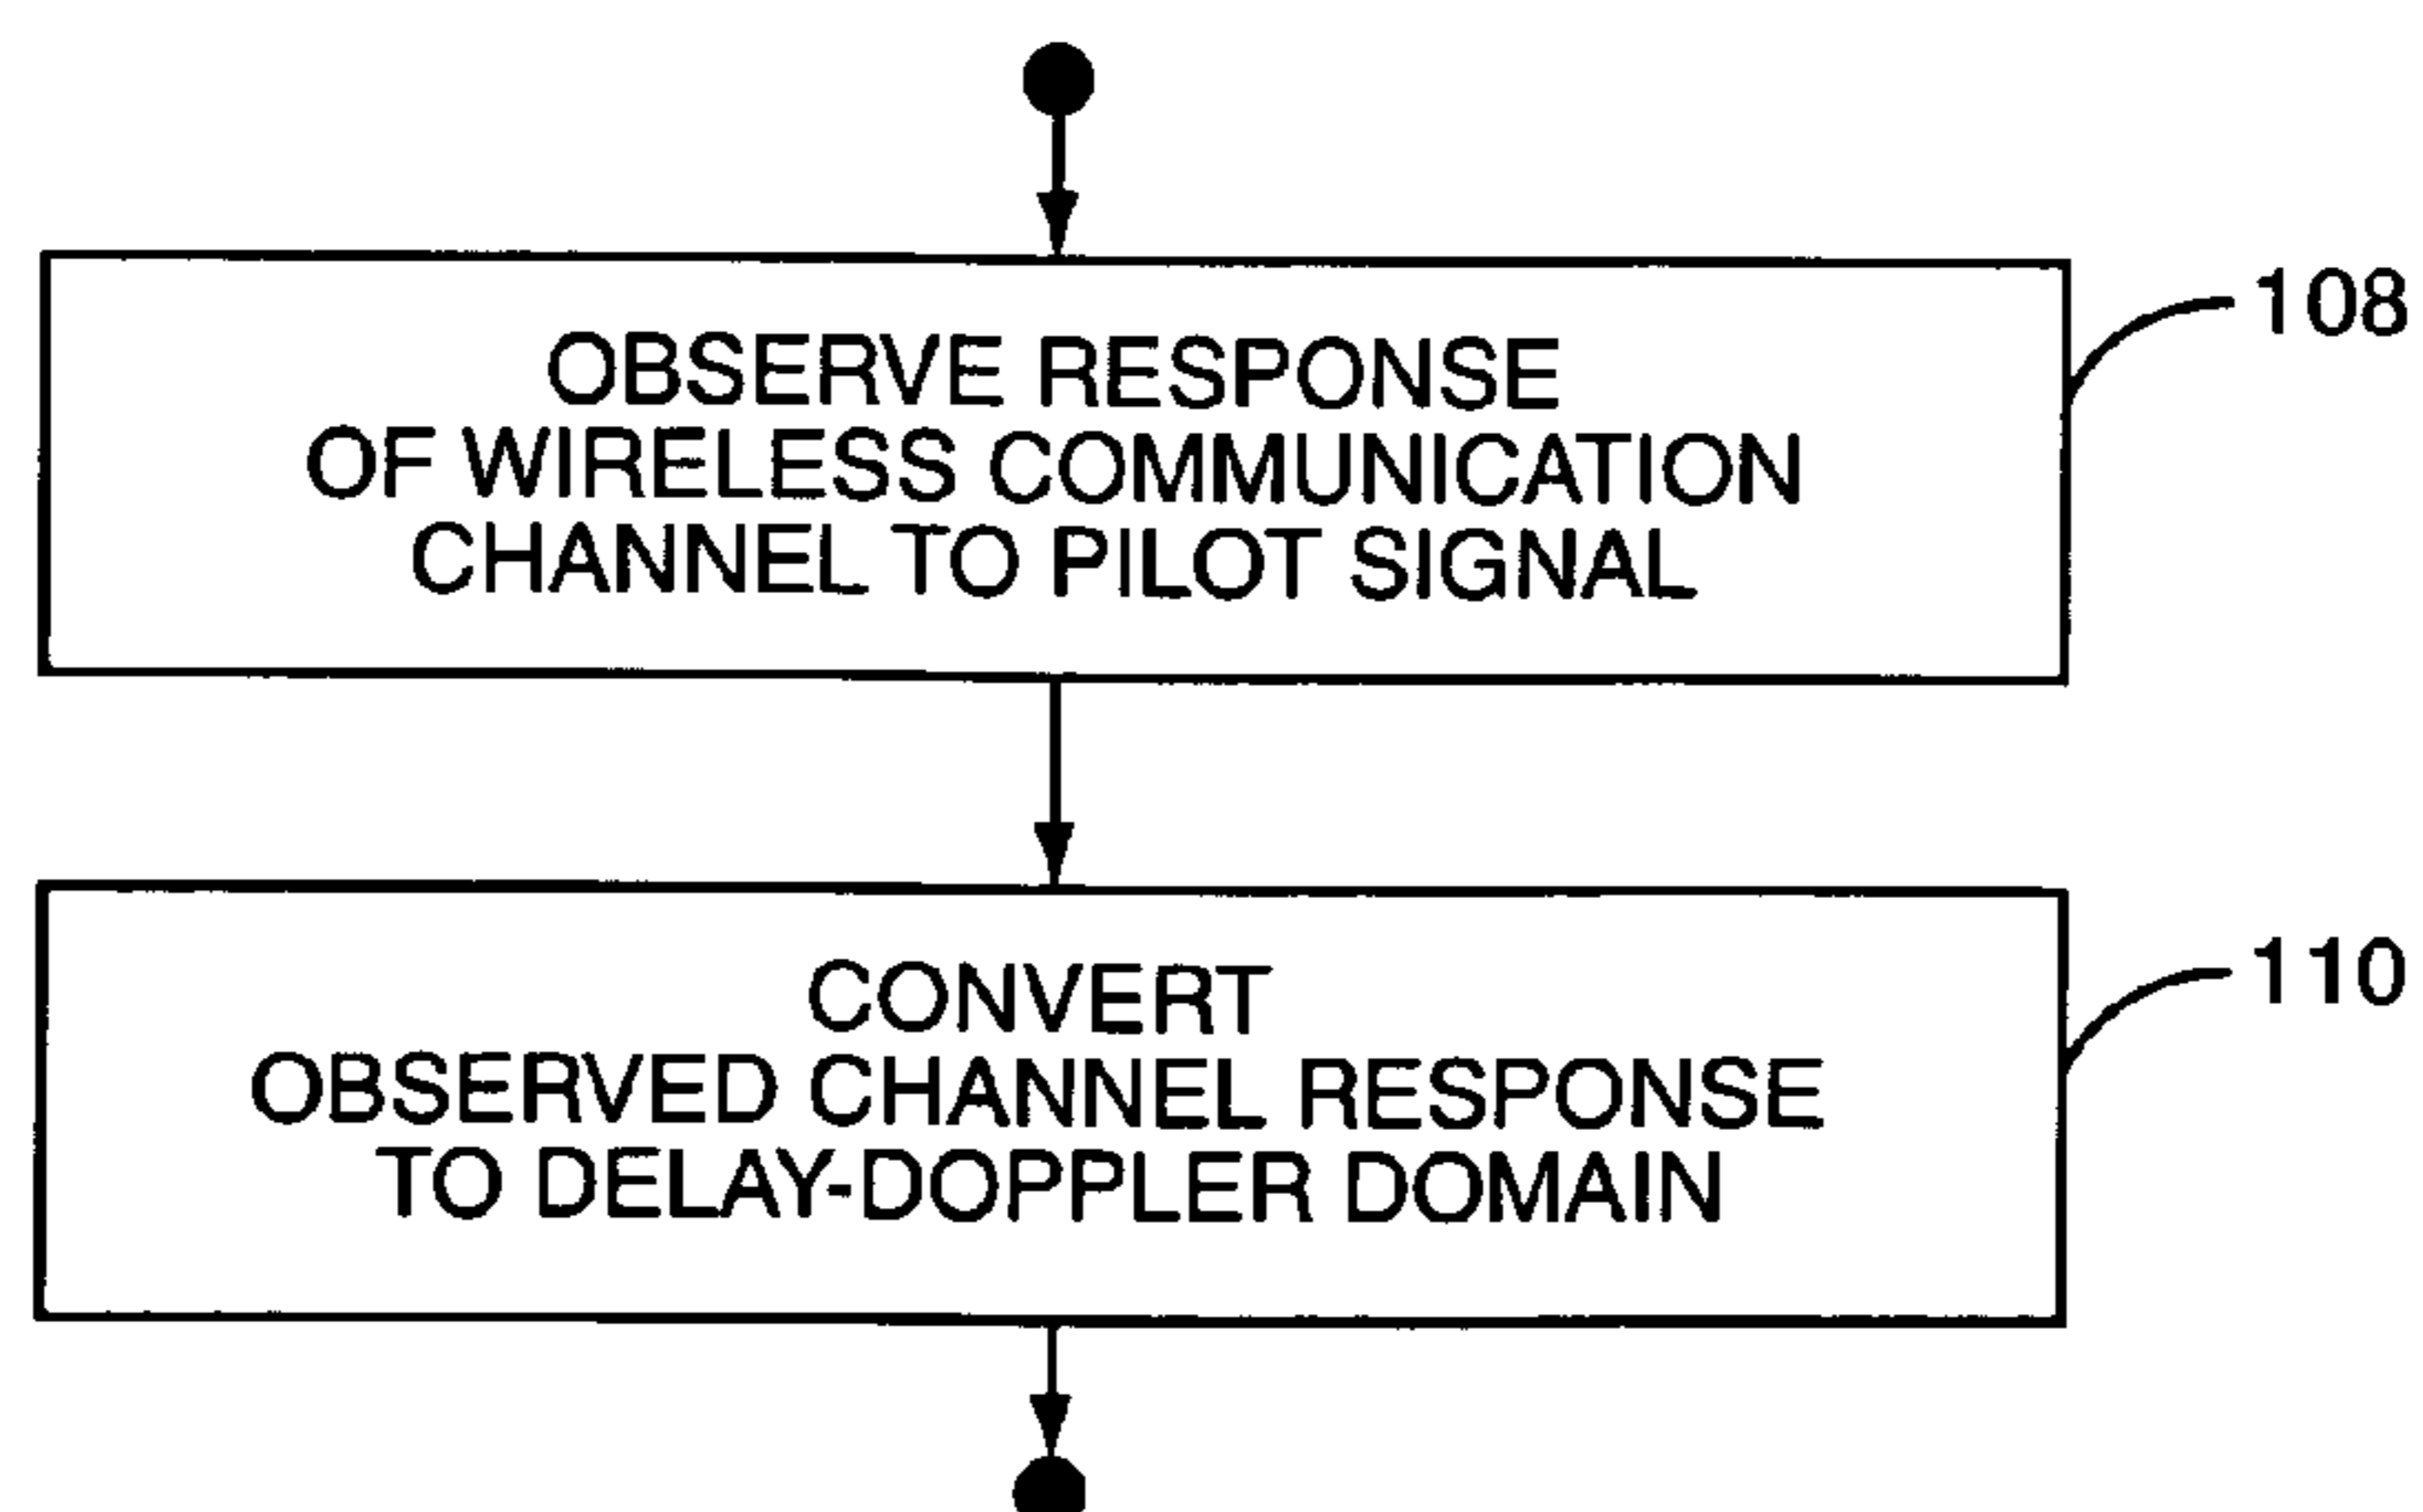 OBSERVE RESPONSE
OF WIRELESS COMMUNICATION
CHANNEL TO PILOT SIGNAL
108
CONVERT
OBSERVED CHANNEL RESPONSE
TO DELAY-DOPPLER DOMAIN
110